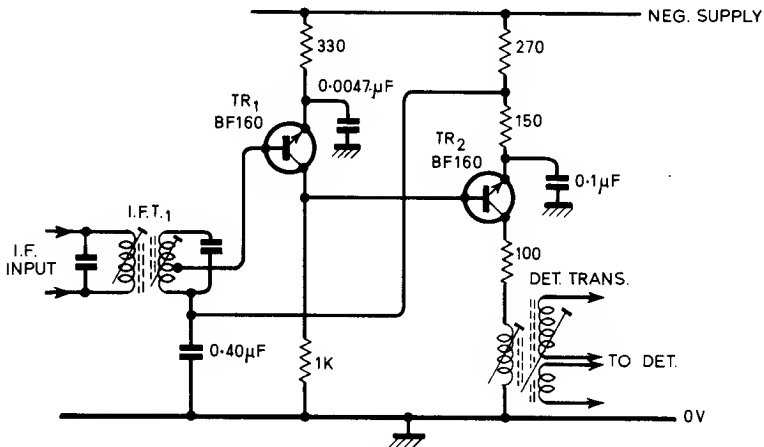 NEG. SUPPLY
330
270
0·0047µF
TR1
BF160
150
TR2
BF160
0·1µF
I.F.T.1
I.F.
INPUT
100
DET. TRANS.
0·40µF
1K
TO DET.
0V